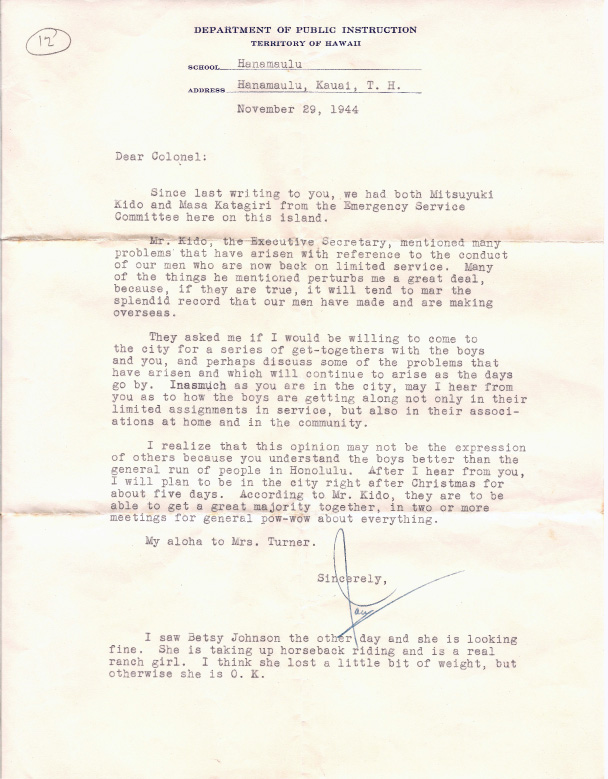 12
DEPARTMENT OF PUBLIC INSTRUCTION
TERRITORY OF HAWAII
SCHOOL Hanamaulu
ADDRESS Hanamaulu, Kauai, T. H.
November 29, 1944
Dear Colonel:
Since last writing to you, we had both Mitsuyuki
Kido and Masa Katagiri from the Emergency Service
Committee here on this island.
Mr. Kido, the Executive Secretary, mentioned many
problems that have arisen with reference to the conduct
of our men who are now back on limited service. Many
of the things he mentioned perturbs me a great deal,
because, if they are true, it will tend to mar the
splendid record that our men have made and are making
overseas.
They asked me if I would be willing to come to
the city for a series of get-togethers with the boys
and you, and perhaps discuss some of the problems that
have arisen and which will continue to arise as the days
go by. Inasmuch as you are in the city, may I hear from
you as to how the boys are getting along not only in their
limited assignments in service, but also in their associ-
ations at home and in the community.
I realize that this opinion may not be the expression
of others because you understand the boys better than the
general run of people in Honolulu. After I hear from you,
I will plan to be in the city right after Christmas for
about five days. According to Mr. Kido, they are to be
able to get a great majority together, in two or more
meetings for general pow-wow about everything.
My aloha to Mrs. Turner.
Sincerely,
I saw Betsy Johnson the other day and she is looking
fine. She is taking up horseback riding and is a real
ranch girl. I think she lost a little bit of weight, but
otherwise she is O. K.